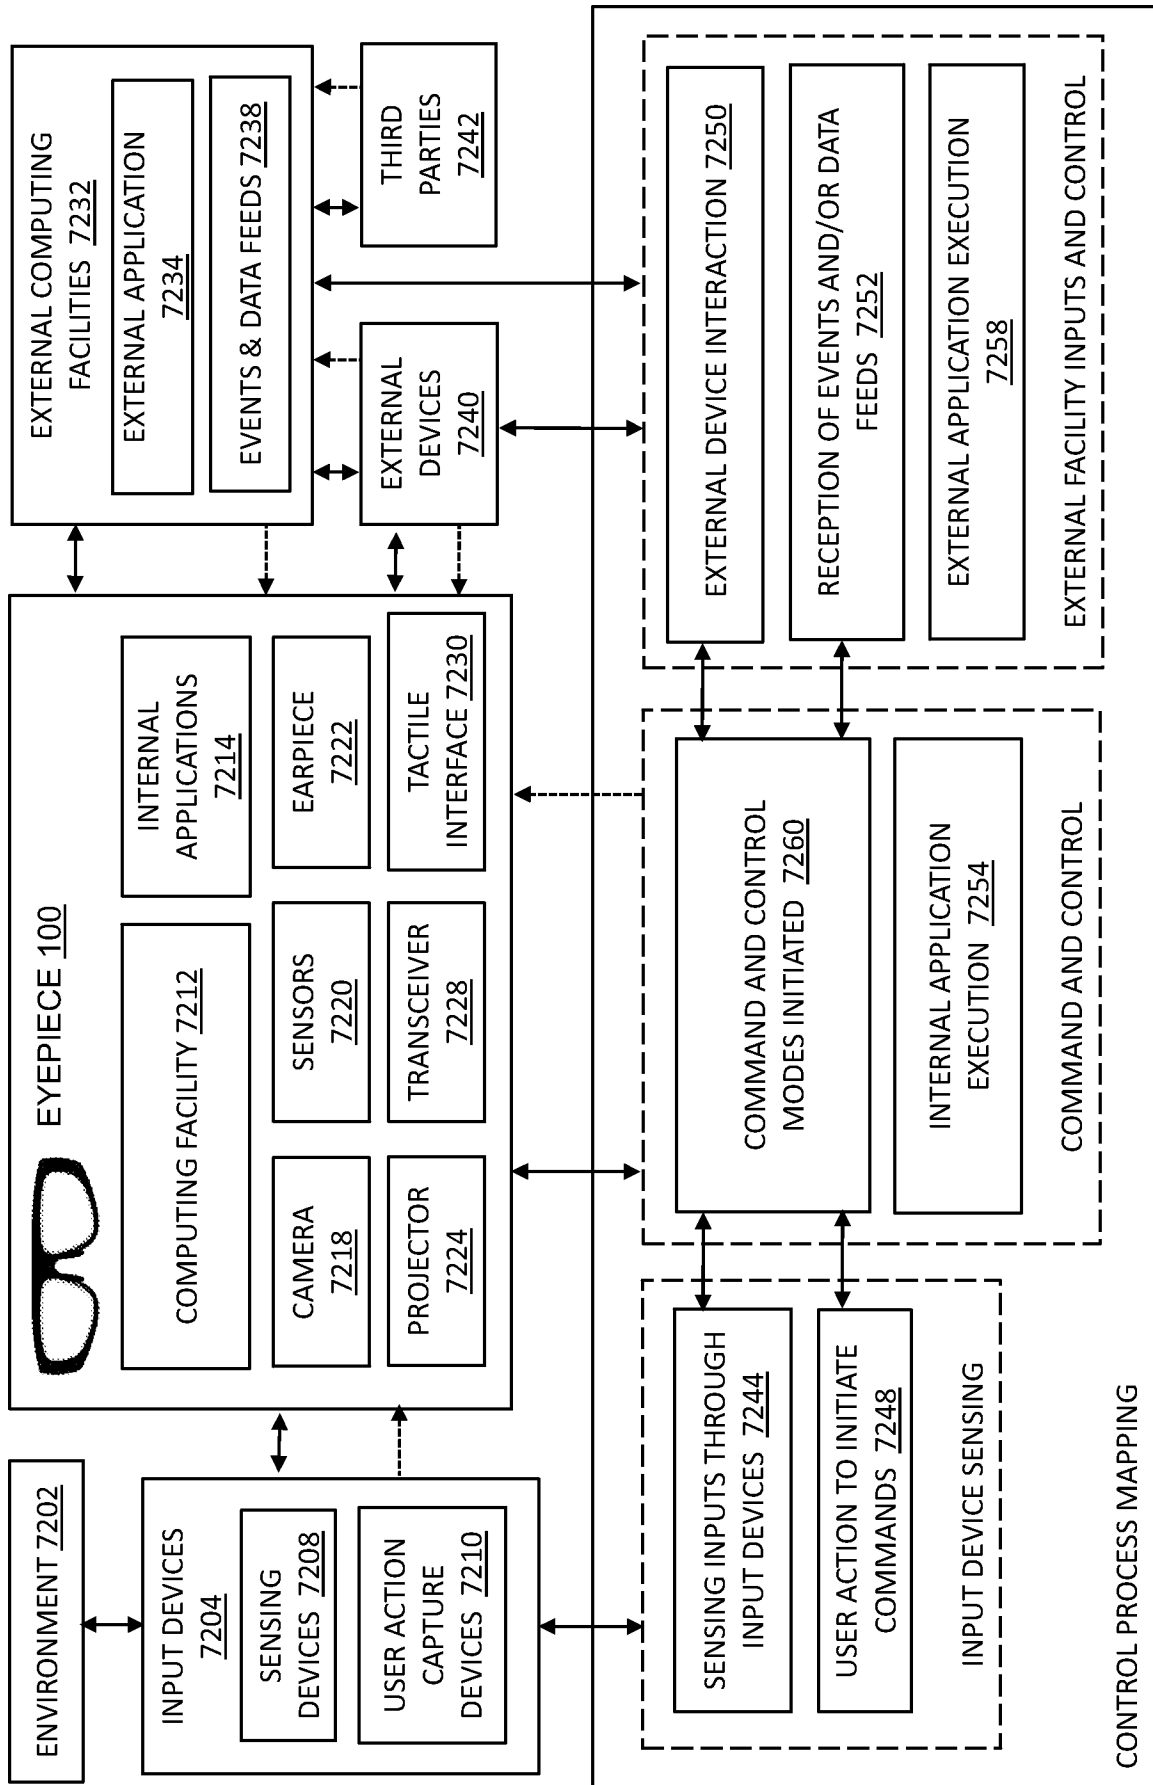 ENVIRONMENT 7202
INPUT DEVICES
7204
SENSING
DEVICES 7208
USER ACTION
CAPTURE
DEVICES 7210
EYEPIECE 100
COMPUTING FACILITY 7212
INTERNAL
APPLICATIONS
7214
CAMERA
7218
SENSORS
7220
EARPIECE
7222
PROJECTOR
7224
TRANSCEIVER
7228
TACTILE
INTERFACE 7230
EXTERNAL COMPUTING
FACILITIES 7232
EXTERNAL APPLICATION
7234
EVENTS & DATA FEEDS 7238
EXTERNAL
DEVICES
7240
THIRD
PARTIES
7242
SENSING INPUTS THROUGH
INPUT DEVICES 7244
USER ACTION TO INITIATE
COMMANDS 7248
INPUT DEVICE SENSING
COMMAND AND CONTROL
MODES INITIATED 7260
INTERNAL APPLICATION
EXECUTION 7254
COMMAND AND CONTROL
EXTERNAL DEVICE INTERACTION 7250
RECEPTION OF EVENTS AND/OR DATA
FEEDS 7252
EXTERNAL APPLICATION EXECUTION
7258
EXTERNAL FACILITY INPUTS AND CONTROL
CONTROL PROCESS MAPPING